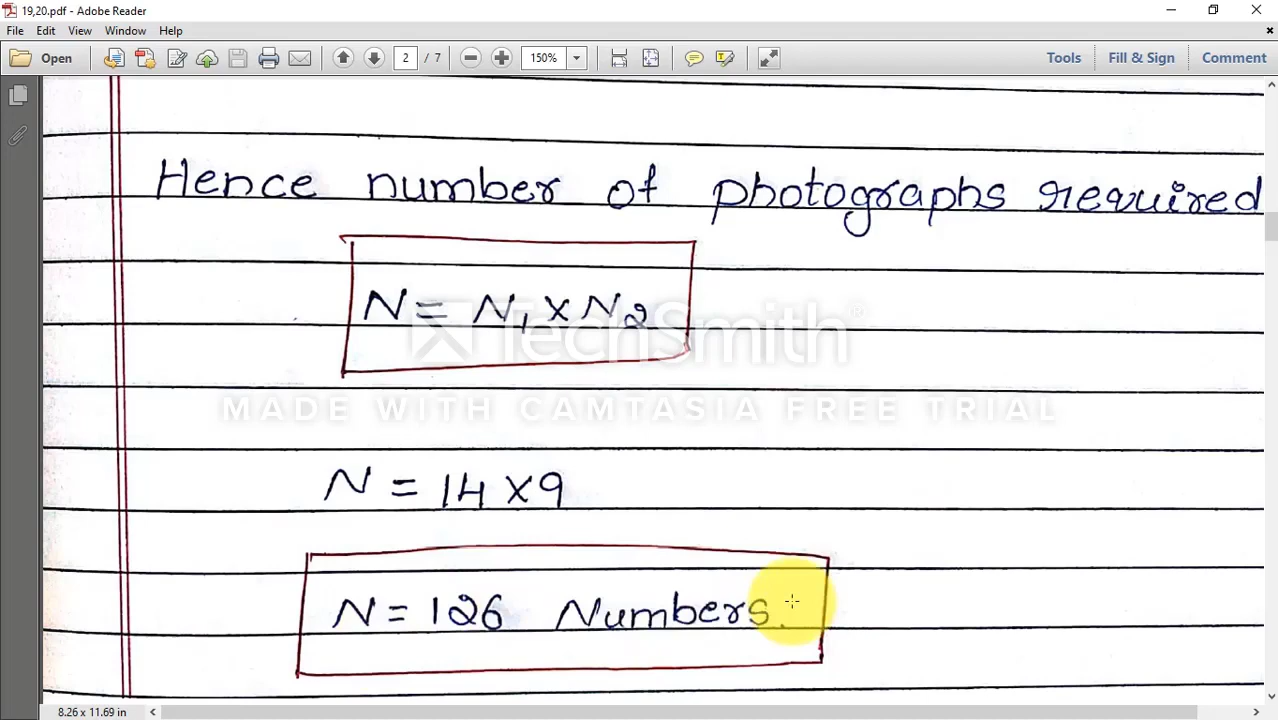 19,20.pdf - Adobe Reader
File Edit View Window Help
Open 2 / 7 150% Tools Fill & Sign Comment
Hence number of photographs required
N = N₁ × N₂
TechSmith®
MADE WITH CAMTASIA FREE TRIAL
N = 14 × 9
N = 126 Numbers.
8.26 x 11.69 in